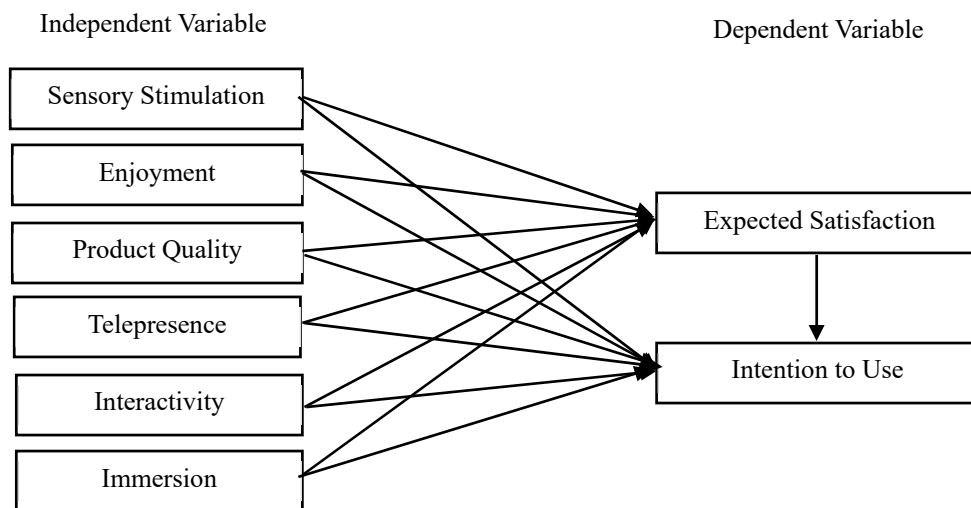 Independent Variable
Dependent Variable
Sensory Stimulation
Enjoyment
Product Quality
Telepresence
Interactivity
Immersion
Expected Satisfaction
Intention to Use